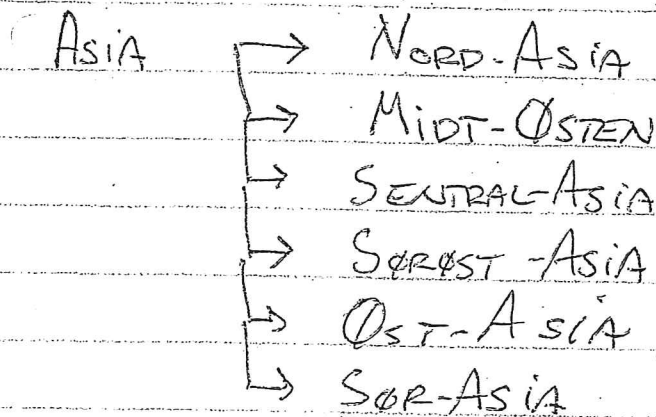 Asia → Nord-Asia
→ Midt-Østen
→ Sentral-Asia
→ Sørøst-Asia
→ Øst-Asia
→ Sør-Asia